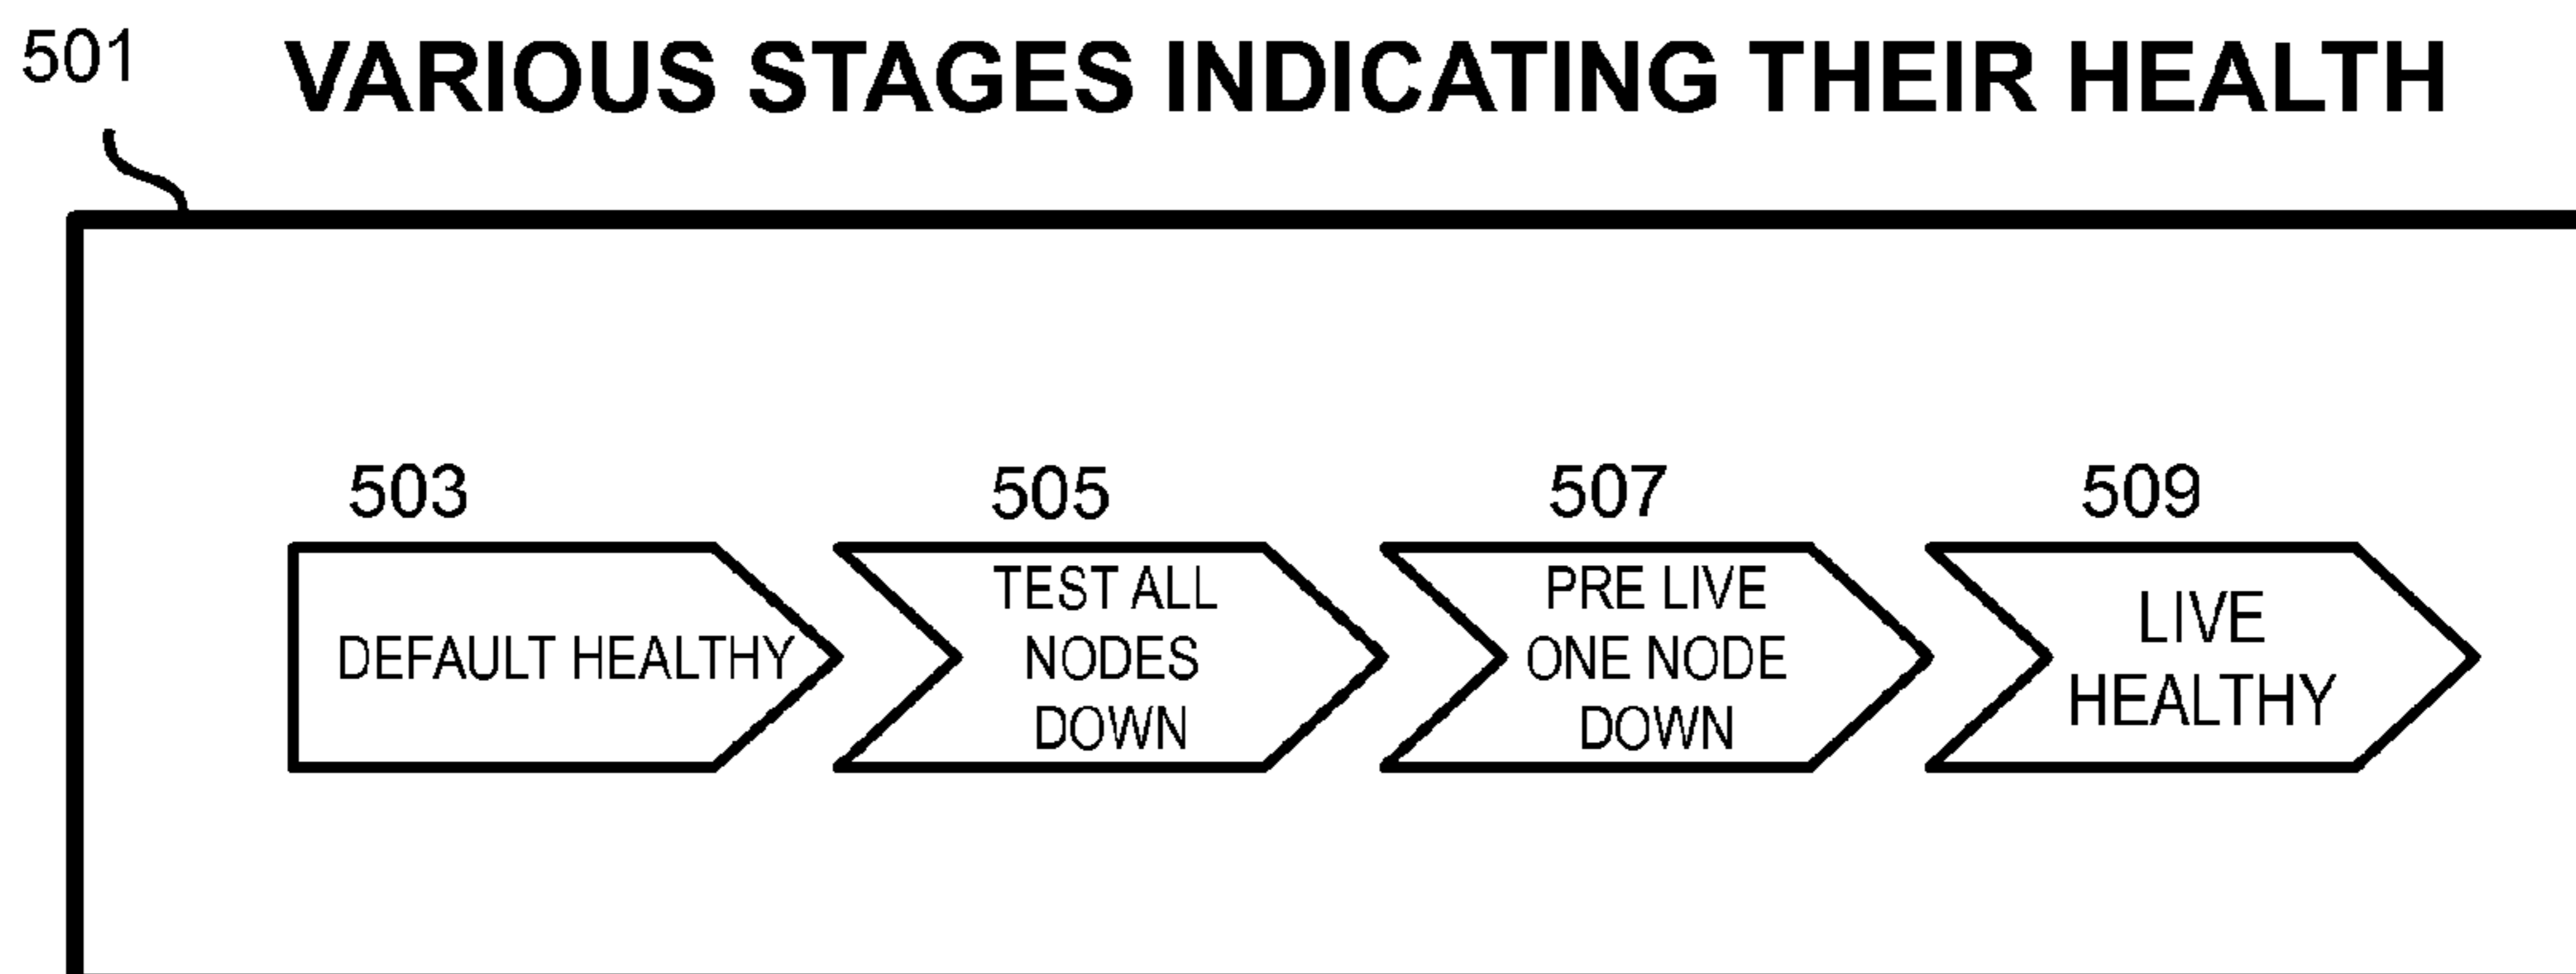 501
VARIOUS STAGES INDICATING THEIR HEALTH
503
505
507
509
DEFAULT HEALTHY
TEST ALL
NODES
DOWN
PRE LIVE
ONE NODE
DOWN
LIVE
HEALTHY